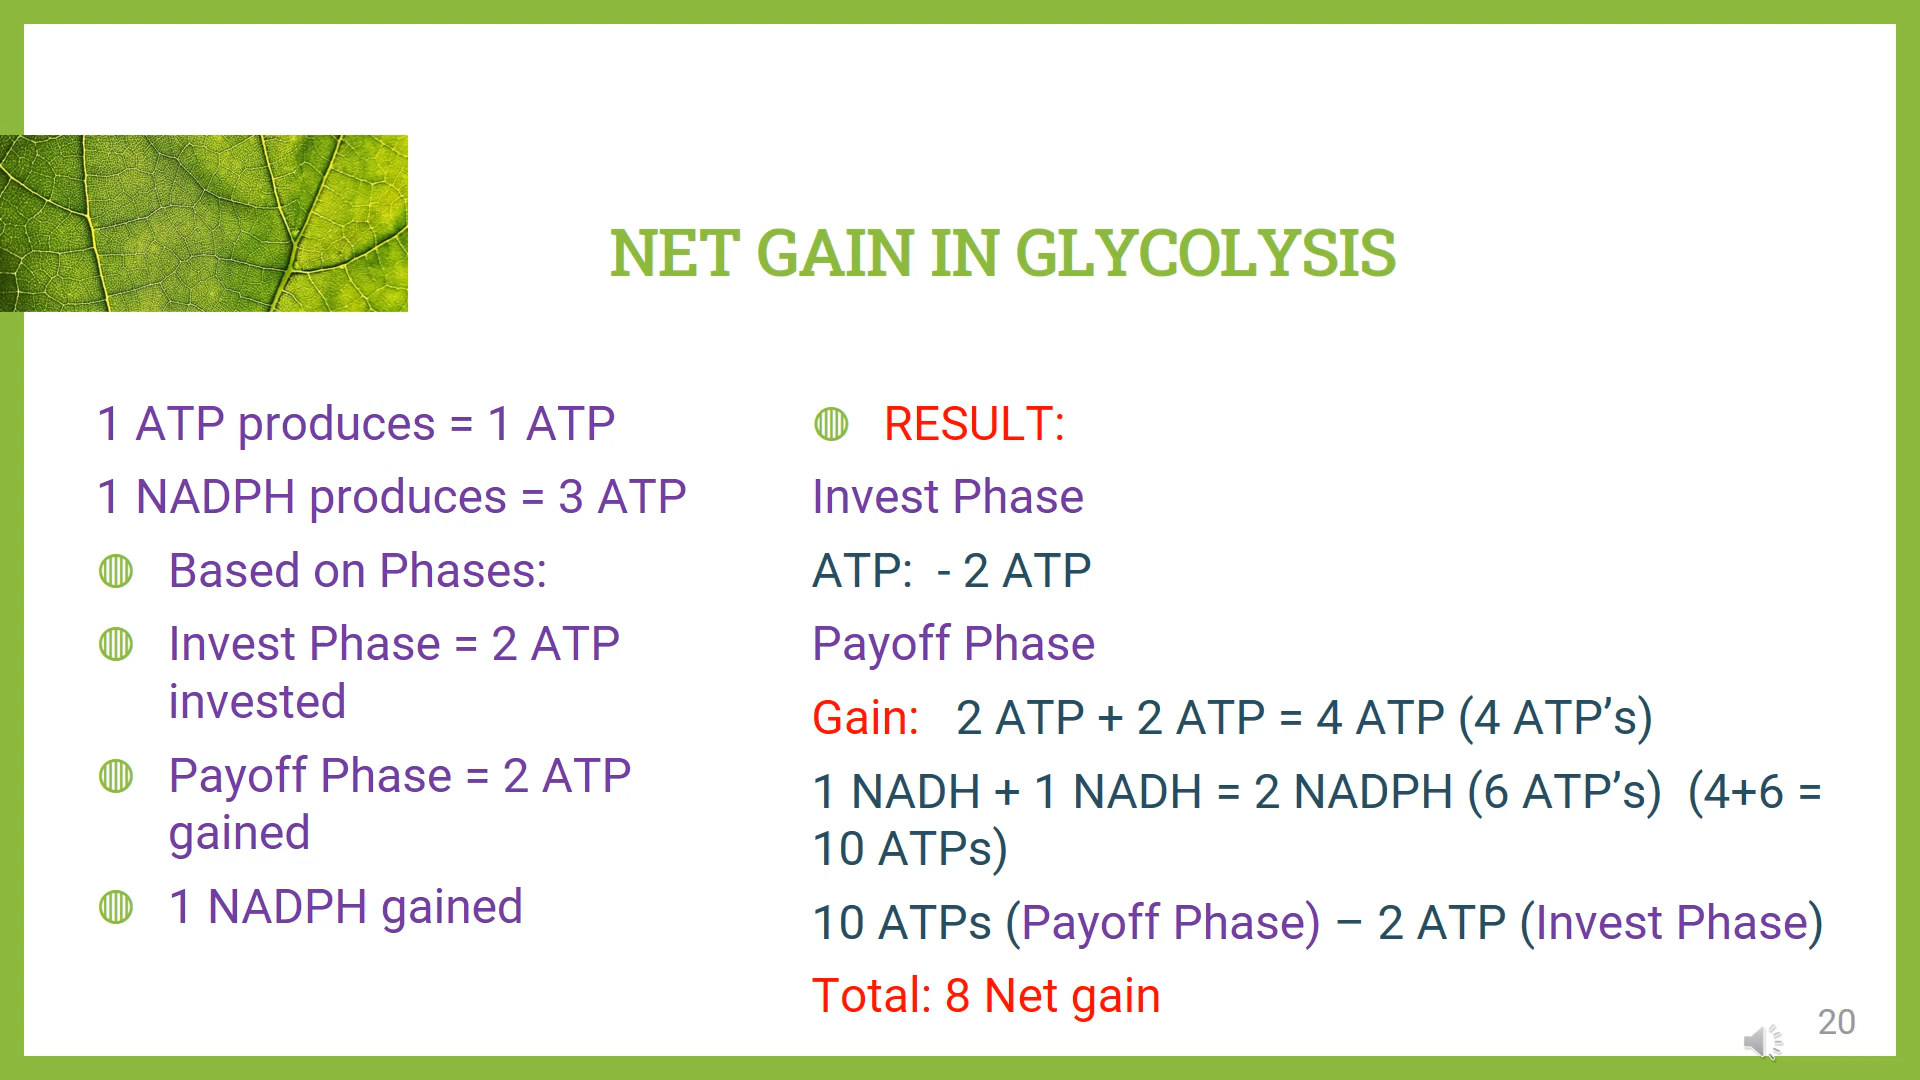 NET GAIN IN GLYCOLYSIS
1 ATP produces = 1 ATP
1 NADPH produces = 3 ATP
Based on Phases:
Invest Phase = 2 ATP
invested
Payoff Phase = 2 ATP
gained
1 NADPH gained
RESULT:
Invest Phase
ATP:  - 2 ATP
Payoff Phase
Gain:   2 ATP + 2 ATP = 4 ATP (4 ATP’s)
1 NADH + 1 NADH = 2 NADPH (6 ATP’s)  (4+6 =
10 ATPs)
10 ATPs (Payoff Phase) – 2 ATP (Invest Phase)
Total: 8 Net gain
20